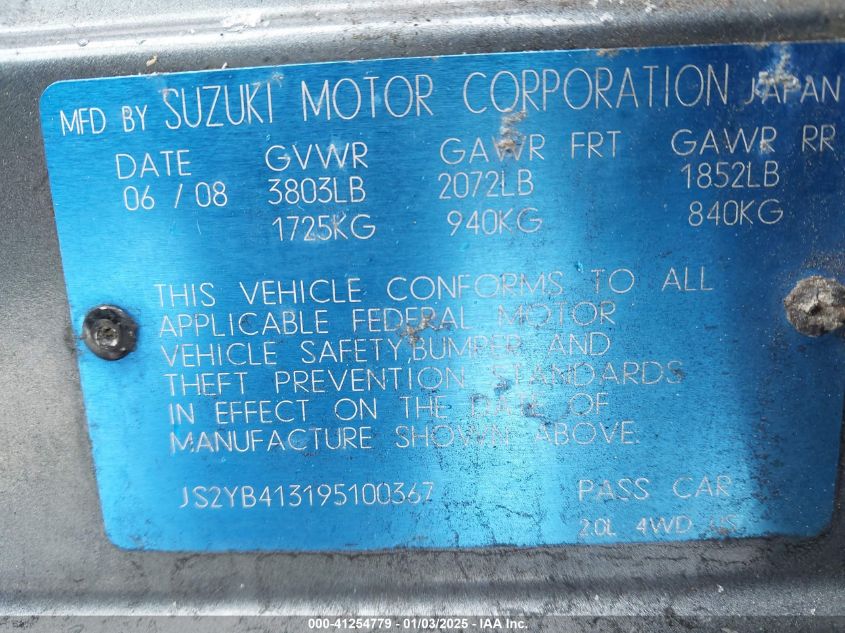 MFD BY SUZUKI MOTOR CORPORATION JAPAN
DATE GVWR GAWR FRT GAWR RR
06 / 08 3803LB 2072LB 1852LB
1725KG 940KG 840KG
THIS VEHICLE CONFORMS TO ALL
APPLICABLE FEDERAL MOTOR
VEHICLE SAFETY,BUMPER AND
THEFT PREVENTION STANDARDS
IN EFFECT ON THE DATE OF
MANUFACTURE SHOWN ABOVE.
JS2YB413195100367 PASS CAR
2.0L 4WD US
000-41254779 - 01/03/2025 - IAA Inc.